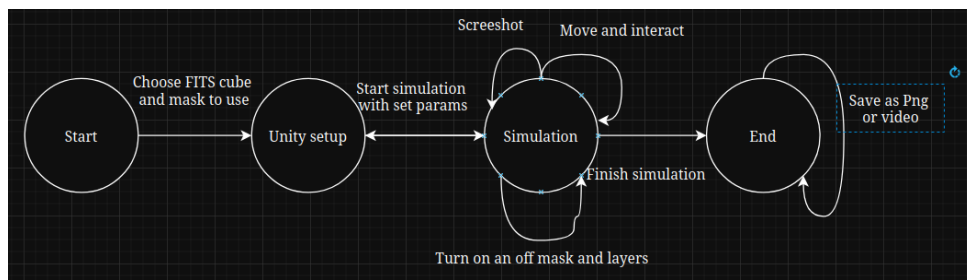 Screeshot
Move and interact
Choose FITS cube
and mask to use
Start simulation
with set params
Save as Png
or video
Start
Unity setup
Simulation
End
Finish simulation
Turn on an off mask and layers